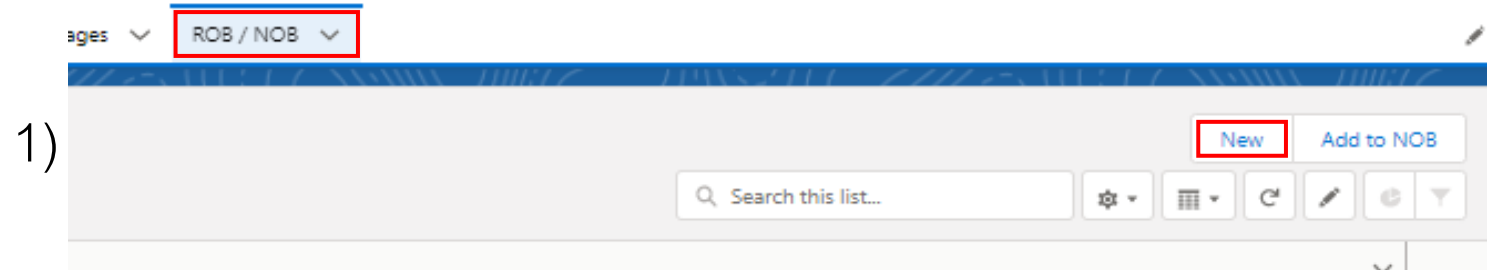 ages ROB / NOB
1)
New Add to NOB
Search this list...